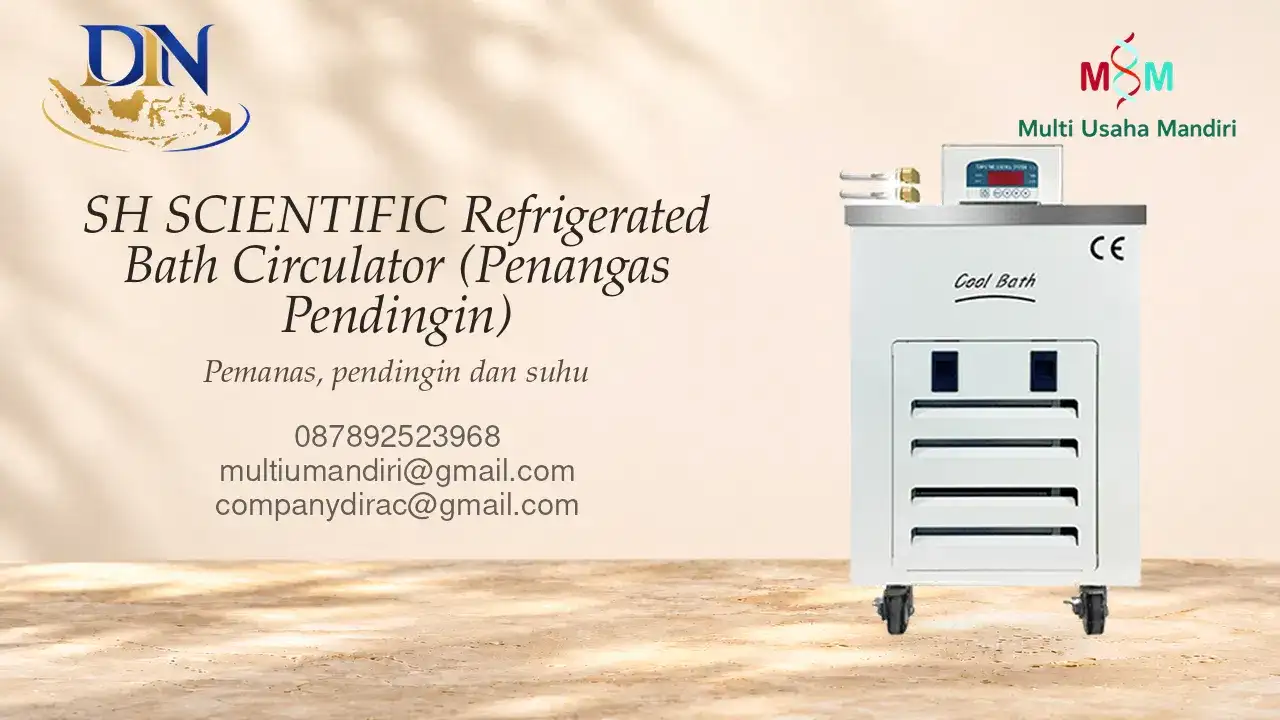 DN
M M
Multi Usaha Mandiri
SH SCIENTIFIC Refrigerated
Bath Circulator (Penangas
Pendingin)
Pemanas, pendingin dan suhu
087892523968
multiumandiri@gmail.com
companydirac@gmail.com
CE
Cool Bath